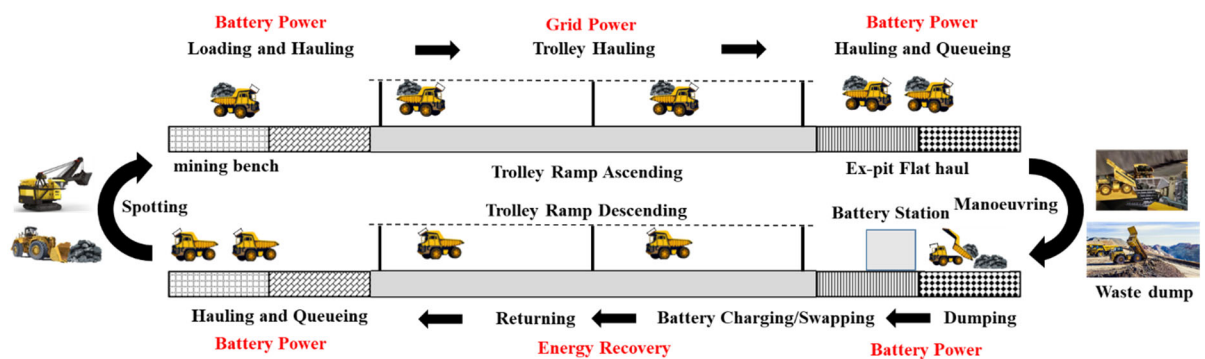 Battery Power
Grid Power
Battery Power
Loading and Hauling
Trolley Hauling
Hauling and Queueing
mining bench
Trolley Ramp Ascending
Ex-pit Flat haul
Spotting
Trolley Ramp Descending
Battery Station
Manoeuvring
Waste dump
Hauling and Queueing
Returning
Battery Charging/Swapping
Dumping
Battery Power
Energy Recovery
Battery Power